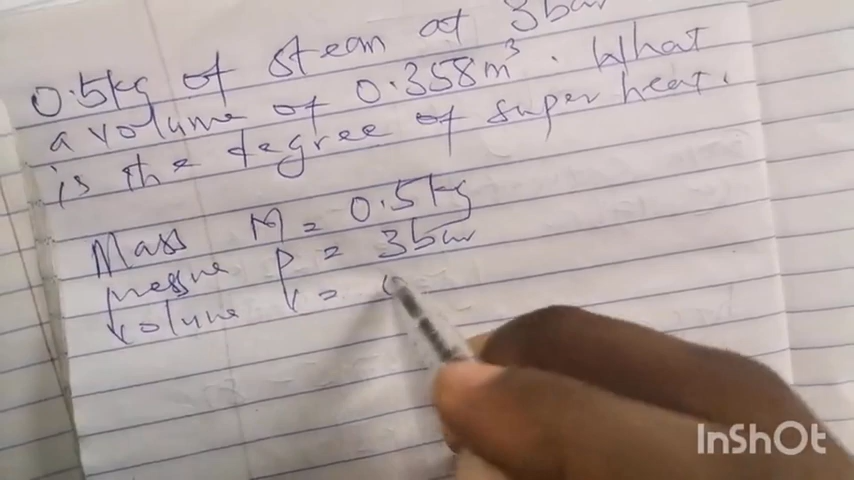 0.5kg of steam at 3bar
a volume of 0.358m³. What
is the degree of super heat.
Mass M = 0.5kg
pressure P = 3bar
volume V = 0
InShOt